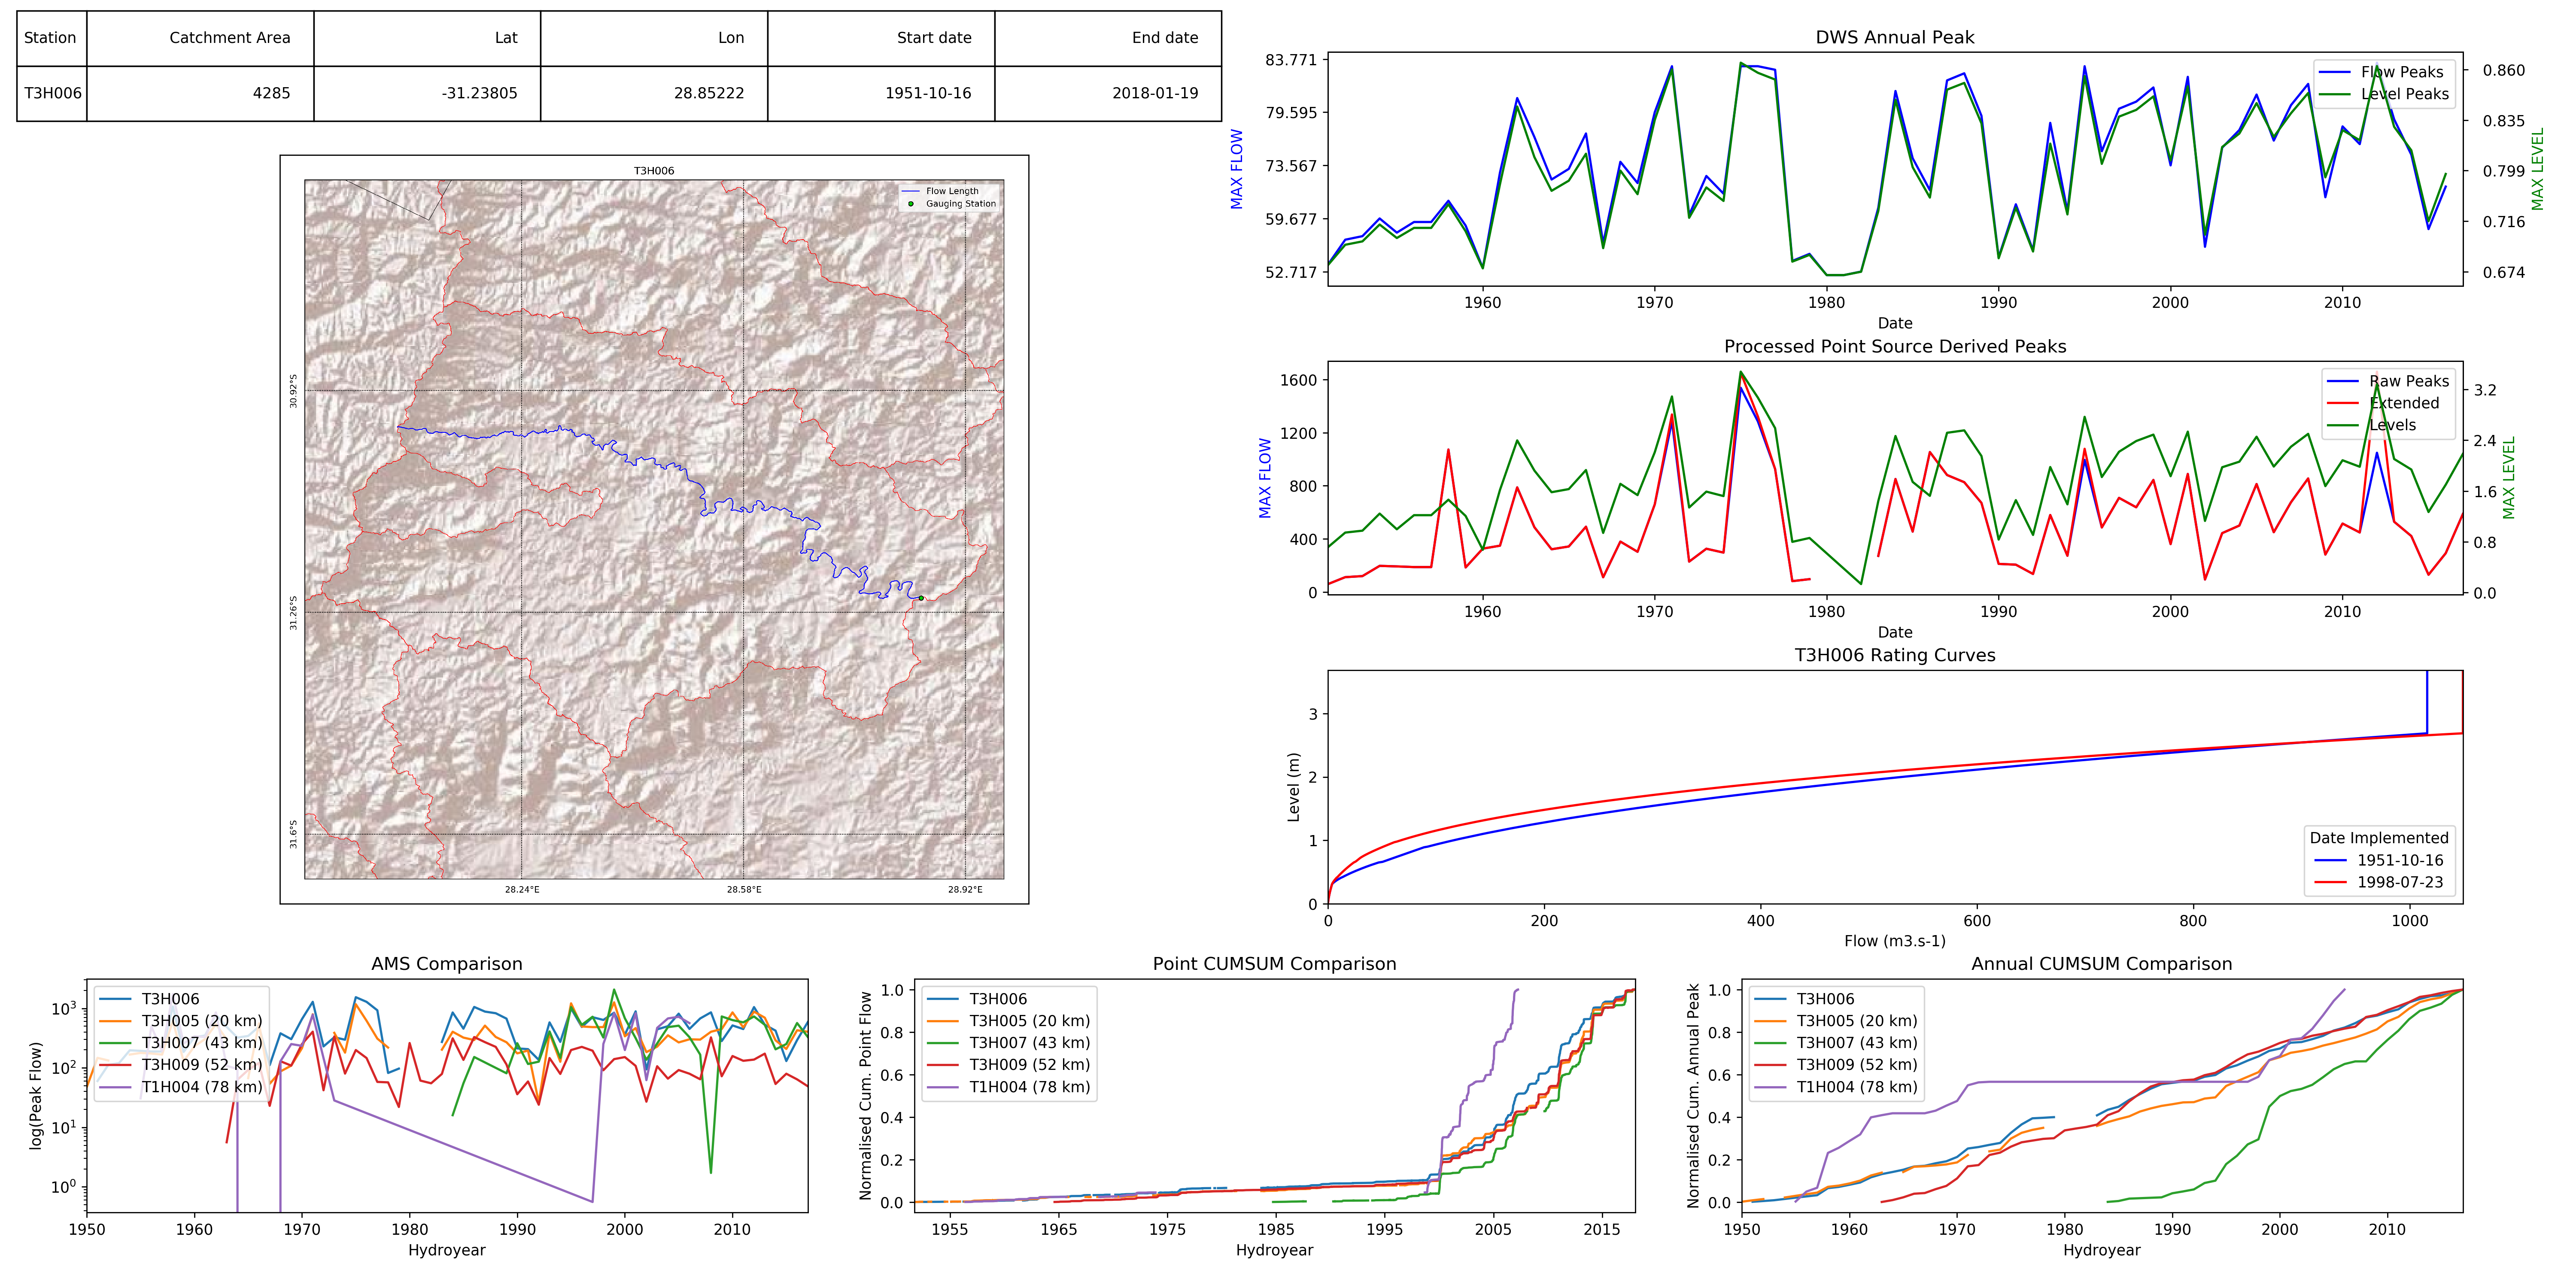 Station Catchment Area Lat Lon Start date End date
T3H006 4285 -31.23805 28.85222 1951-10-16 2018-01-19
T3H006
Flow Length
Gauging Station
30.92°S
31.26°S
31.6°S
28.24°E 28.58°E 28.92°E
DWS Annual Peak
MAX FLOW
83.771
79.595
73.567
59.677
52.717
Flow Peaks
Level Peaks
0.860
0.835
0.799
0.716
0.674
MAX LEVEL
1960 1970 1980 1990 2000 2010
Date
Processed Point Source Derived Peaks
MAX FLOW
1600
1200
800
400
0
Raw Peaks
Extended
Levels
3.2
2.4
1.6
0.8
0.0
MAX LEVEL
1960 1970 1980 1990 2000 2010
Date
T3H006 Rating Curves
Level (m)
3
2
1
0
Date Implemented
1951-10-16
1998-07-23
0 200 400 600 800 1000
Flow (m3.s-1)
AMS Comparison
log(Peak Flow)
10³
10²
10¹
10⁰
T3H006
T3H005 (20 km)
T3H007 (43 km)
T3H009 (52 km)
T1H004 (78 km)
1950 1960 1970 1980 1990 2000 2010
Hydroyear
Point CUMSUM Comparison
Normalised Cum. Point Flow
1.0
0.8
0.6
0.4
0.2
0.0
T3H006
T3H005 (20 km)
T3H007 (43 km)
T3H009 (52 km)
T1H004 (78 km)
1955 1965 1975 1985 1995 2005 2015
Hydroyear
Annual CUMSUM Comparison
Normalised Cum. Annual Peak
1.0
0.8
0.6
0.4
0.2
0.0
T3H006
T3H005 (20 km)
T3H007 (43 km)
T3H009 (52 km)
T1H004 (78 km)
1950 1960 1970 1980 1990 2000 2010
Hydroyear